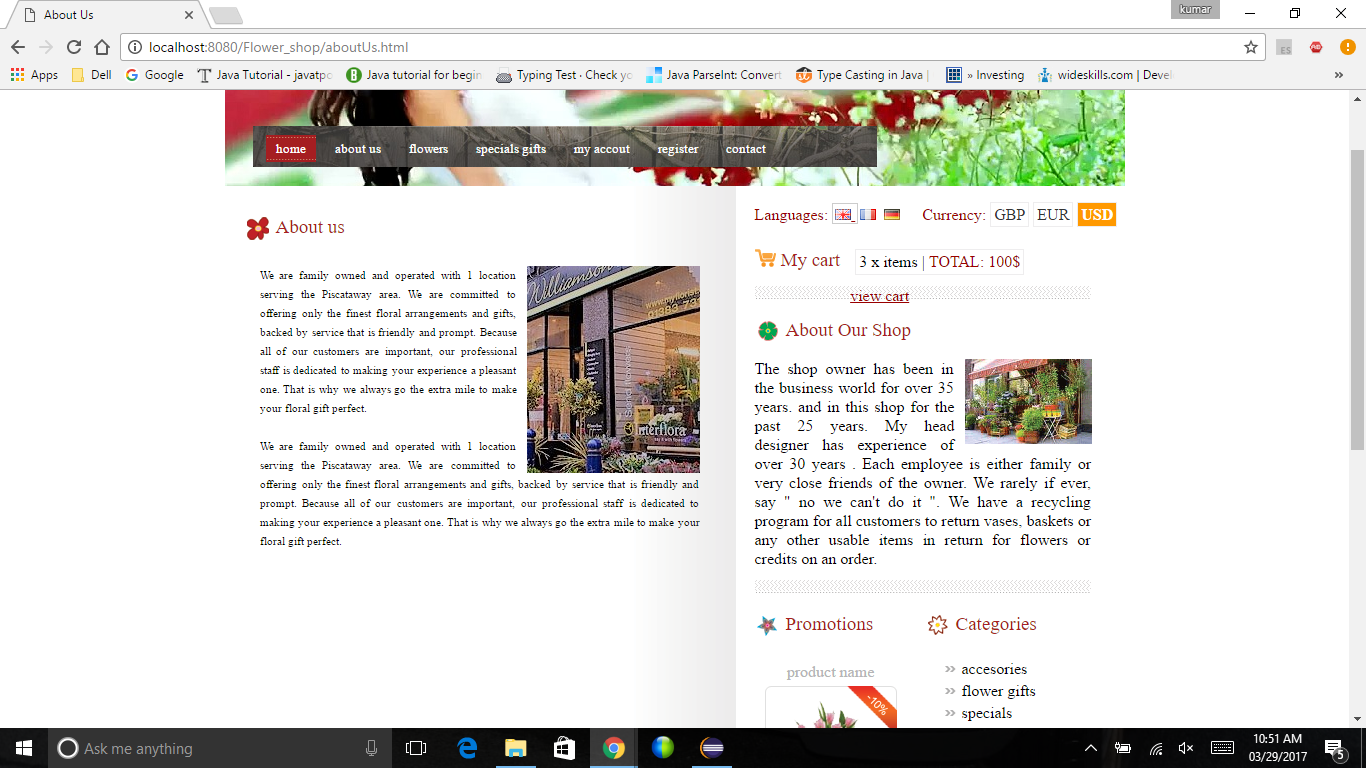 About Us
kumar
localhost:8080/Flower_shop/aboutUs.html
Apps Dell Google Java Tutorial - javatpo Java tutorial for begin Typing Test · Check yo Java ParseInt: Convert Type Casting in Java | » Investing wideskills.com | Devel »
home about us flowers specials gifts my accout register contact
Languages: Currency: GBP EUR USD
About us
My cart 3 x items | TOTAL: 100$
view cart
We are family owned and operated with 1 location
serving the Piscataway area. We are committed to
offering only the finest floral arrangements and gifts,
backed by service that is friendly and prompt. Because
all of our customers are important, our professional
staff is dedicated to making your experience a pleasant
one. That is why we always go the extra mile to make
your floral gift perfect.
We are family owned and operated with 1 location
serving the Piscataway area. We are committed to
offering only the finest floral arrangements and gifts, backed by service that is friendly and
prompt. Because all of our customers are important, our professional staff is dedicated to
making your experience a pleasant one. That is why we always go the extra mile to make your
floral gift perfect.
Williamson
interflora
About Our Shop
The shop owner has been in
the business world for over 35
years. and in this shop for the
past 25 years. My head
designer has experience of
over 30 years . Each employee is either family or
very close friends of the owner. We rarely if ever,
say " no we can't do it ". We have a recycling
program for all customers to return vases, baskets or
any other usable items in return for flowers or
credits on an order.
Promotions
product name
-10%
Categories
» accesories
» flower gifts
» specials
Ask me anything
10:51 AM
03/29/2017
5